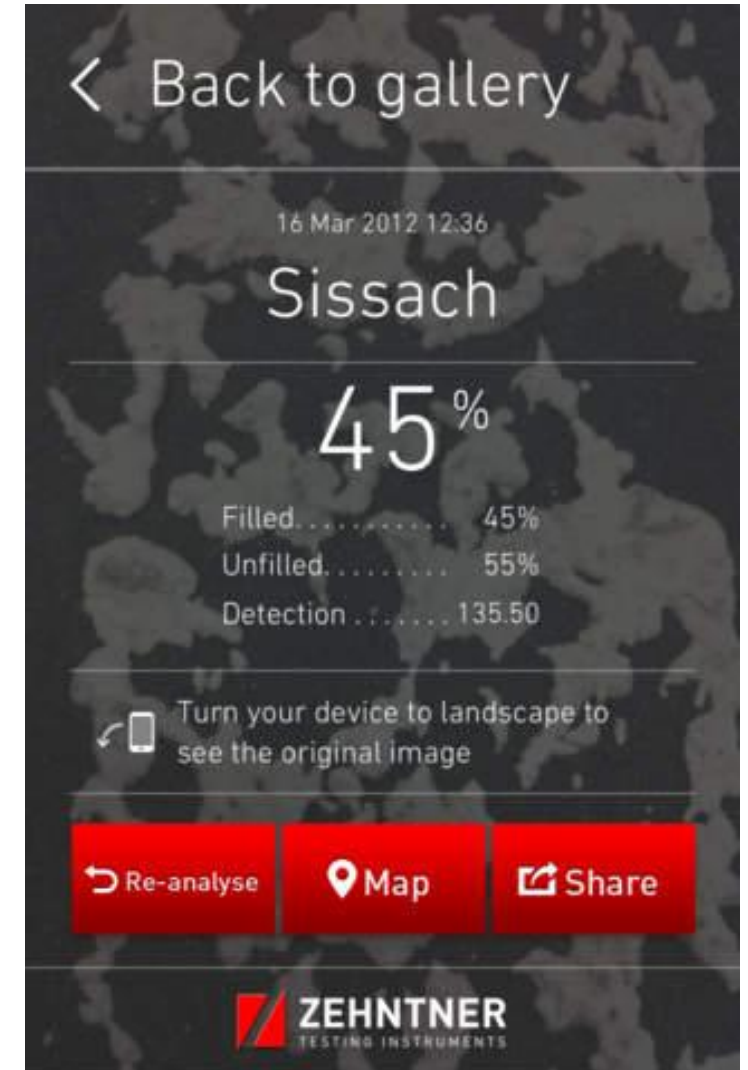 Back to gallery
16 Mar 2012 12:36
Sissach
45%
Filled........... 45%
Unfilled......... 55%
Detection ....... 135.50
Turn your device to landscape to
see the original image
Re-analyse
Map
Share
ZEHNTNER
TESTING INSTRUMENTS